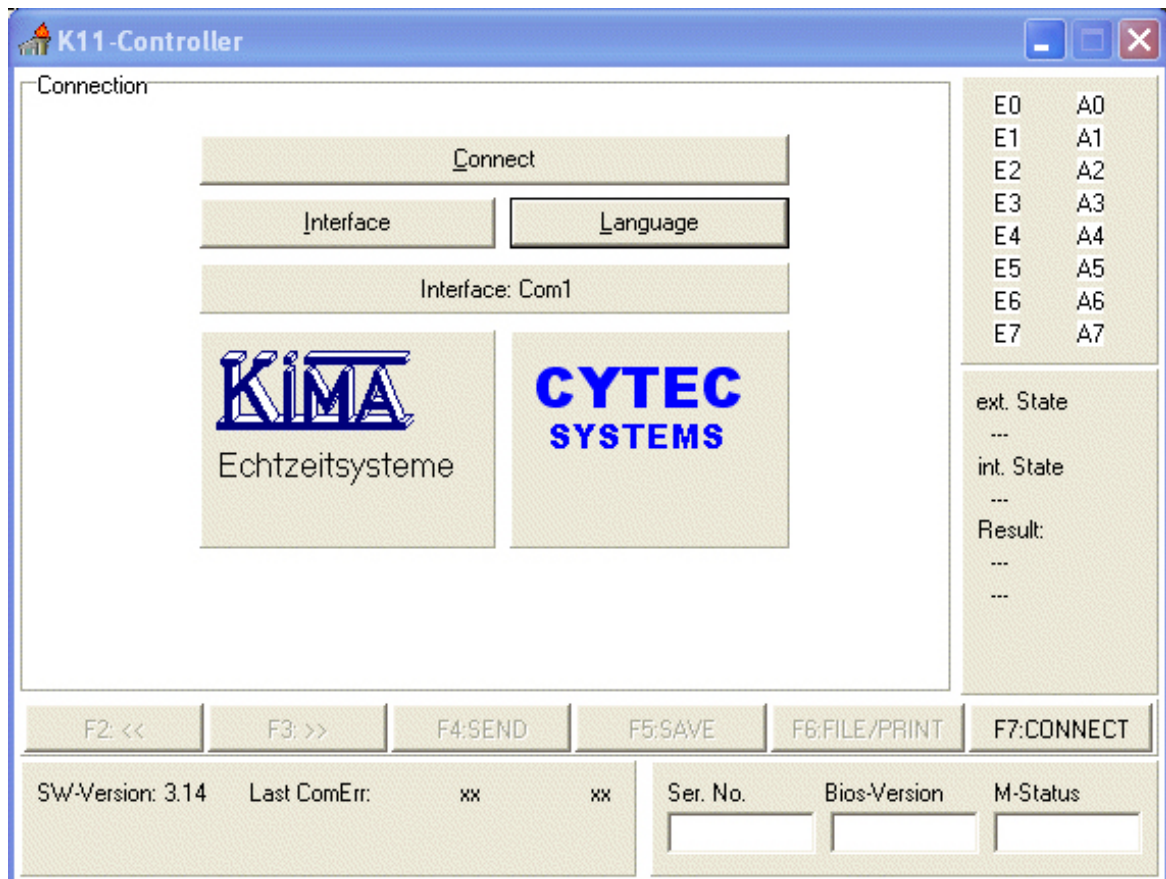 K11-Controller
Connection
Connect
Interface
Language
Interface: Com1
KiMA
Echtzeitsysteme
CYTEC
SYSTEMS
E0 A0
E1 A1
E2 A2
E3 A3
E4 A4
E5 A5
E6 A6
E7 A7
ext. State
---
int. State
---
Result:
---
---
F2: << F3: >> F4:SEND F5:SAVE F6:FILE/PRINT F7:CONNECT
SW-Version: 3.14 Last ComErr: xx xx
Ser. No. Bios-Version M-Status